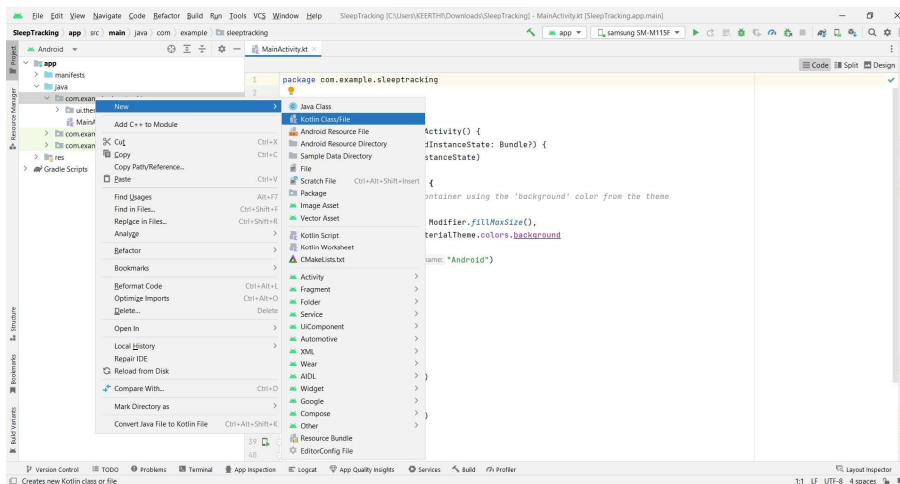 File Edit View Navigate Code Refactor Build Run Tools VCS Window Help SleepTracking [C:\Users\KEERTHI\Downloads\SleepTracking] - MainActivity.kt [SleepTracking.app.main]
SleepTracking app src main java com example sleeptracking app samsung SM-M115F
Android MainActivity.kt
Code Split Design
Project
Resource Manager
Structure
Bookmarks
Build Variants
app
manifests
java
com.exam
ui.ther
MainA
com.exam
com.exam
res
Gradle Scripts
New
Add C++ to Module
Cut Ctrl+X
Copy Ctrl+C
Copy Path/Reference...
Paste Ctrl+V
Find Usages Alt+F7
Find in Files... Ctrl+Shift+F
Replace in Files... Ctrl+Shift+R
Analyze
Refactor
Bookmarks
Reformat Code Ctrl+Alt+L
Optimize Imports Ctrl+Alt+O
Delete... Delete
Open In
Local History
Repair IDE
Reload from Disk
Compare With... Ctrl+D
Mark Directory as
Convert Java File to Kotlin File Ctrl+Alt+Shift+K
Java Class
Kotlin Class/File
Android Resource File
Android Resource Directory
Sample Data Directory
File
Scratch File Ctrl+Alt+Shift+Insert
Package
Image Asset
Vector Asset
Kotlin Script
Kotlin Worksheet
CMakeLists.txt
Activity
Fragment
Folder
Service
UiComponent
Automotive
XML
Wear
AIDL
Widget
Google
Compose
Other
Resource Bundle
EditorConfig File
1 package com.example.sleeptracking
2
Activity() {
dInstanceState: Bundle?) {
stanceState)
{
ontainer using the 'background' color from the theme
Modifier.fillMaxSize(),
terialTheme.colors.background
name: "Android")
)
)
39
40
Version Control TODO Problems Terminal App Inspection Logcat App Quality Insights Services Build Profiler Layout Inspector
Creates new Kotlin class or file 1:1 LF UTF-8 4 spaces